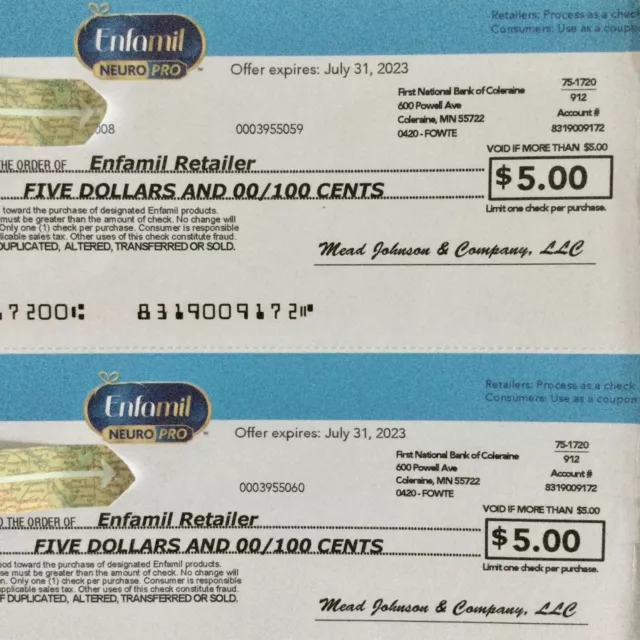 Retailers: Process as a check
Consumers: Use as a coupon
Enfamil
NEURO PRO™
Offer expires: July 31, 2023
First National Bank of Coleraine
600 Powell Ave
Coleraine, MN 55722
0420 - FOWTE
75-1720
912
Account #
8319009172
008
0003955059
VOID IF MORE THAN $5.00
THE ORDER OF Enfamil Retailer
$5.00
FIVE DOLLARS AND 00/100 CENTS
Limit one check per purchase.
toward the purchase of designated Enfamil products.
must be greater than the amount of check. No change will
Only one (1) check per purchase. Consumer is responsible
plicable sales tax. Other uses of this check constitute fraud.
DUPLICATED, ALTERED, TRANSFERRED OR SOLD.
Mead Johnson & Company, LLC
7200⑆ 8319009172⑈
Retailers: Process as a check
Consumers: Use as a coupon
Enfamil
NEURO PRO™
Offer expires: July 31, 2023
First National Bank of Coleraine
600 Powell Ave
Coleraine, MN 55722
0420 - FOWTE
75-1720
912
Account #
8319009172
0003955060
VOID IF MORE THAN $5.00
TO THE ORDER OF Enfamil Retailer
$5.00
FIVE DOLLARS AND 00/100 CENTS
Limit one check per purchase.
ood toward the purchase of designated Enfamil products.
se must be greater than the amount of check. No change will
n. Only one (1) check per purchase. Consumer is responsible
applicable sales tax. Other uses of this check constitute fraud.
F DUPLICATED, ALTERED, TRANSFERRED OR SOLD.
Mead Johnson & Company, LLC